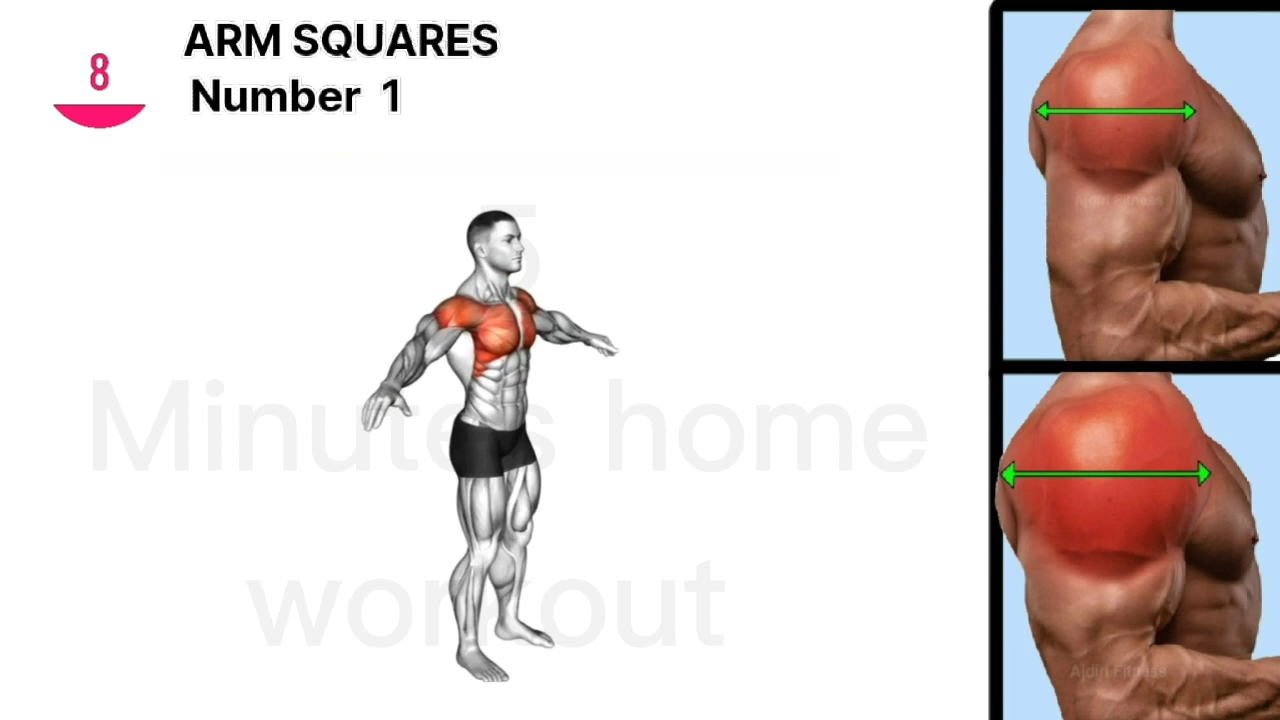 8
ARM SQUARES
Number 1
5
Minutes home
workout
Ajdin Fitness